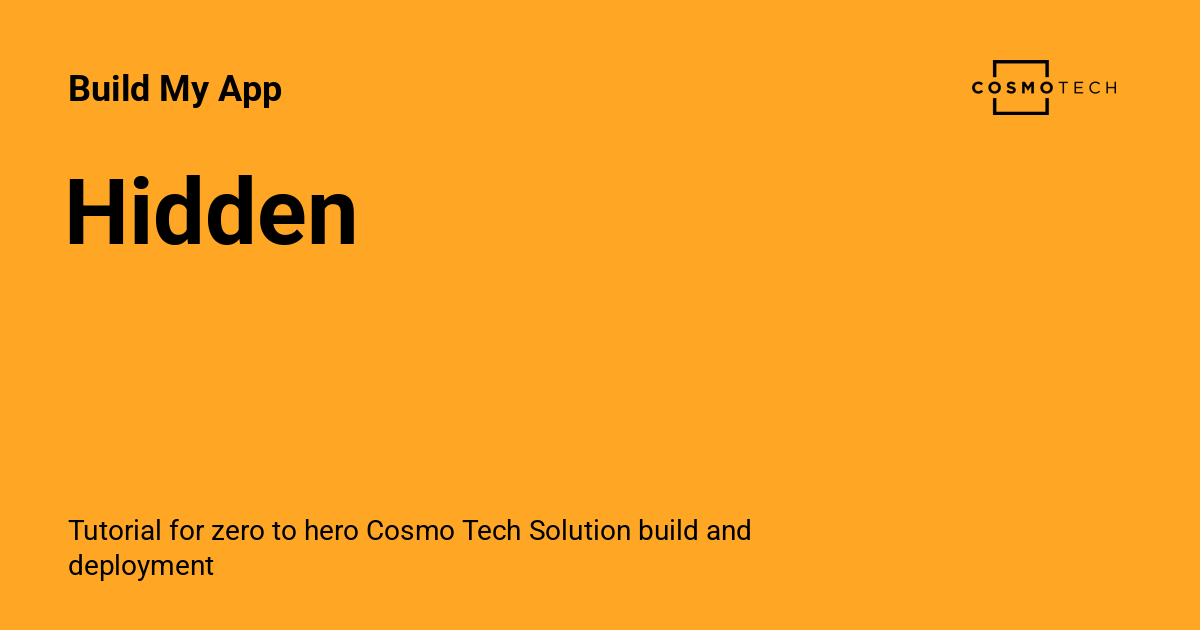 Build My App
COSMOTECH
Hidden
Tutorial for zero to hero Cosmo Tech Solution build and
deployment